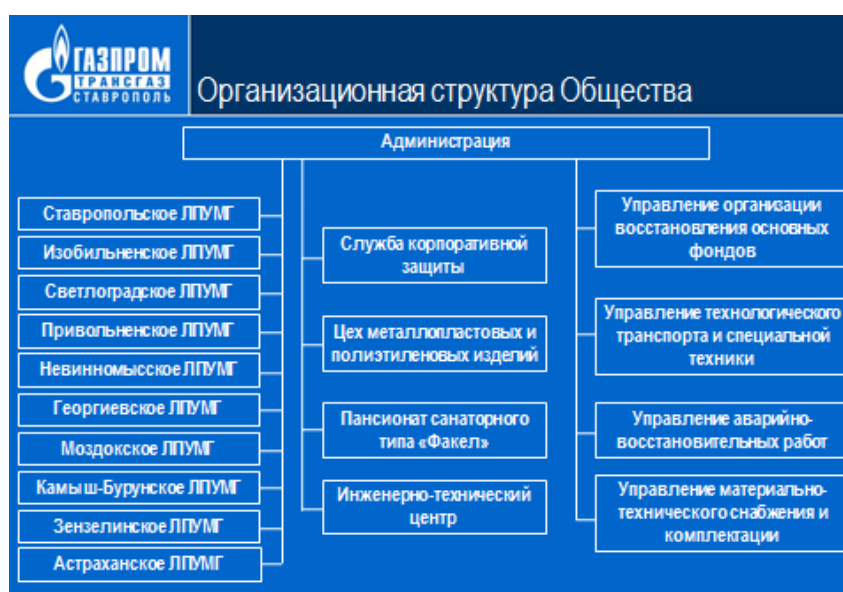 ГАЗПРОМ
ТРАНСГАЗ
СТАВРОПОЛЬ
Организационная структура Общества
Администрация
Ставропольское ЛПУМГ
Изобильненское ЛПУМГ
Светлоградское ЛПУМГ
Привольненское ЛПУМГ
Невинномысское ЛПУМГ
Георгиевское ЛПУМГ
Моздокское ЛПУМГ
Камыш-Бурунское ЛПУМГ
Зензелинское ЛПУМГ
Астраханское ЛПУМГ
Служба корпоративной
защиты
Цех металлопластовых и
полиэтиленовых изделий
Пансионат санаторного
типа «Факел»
Инженерно-технический
центр
Управление организации
восстановления основных
фондов
Управление технологического
транспорта и специальной
техники
Управление аварийно-
восстановительных работ
Управление материально-
технического снабжения и
комплектации